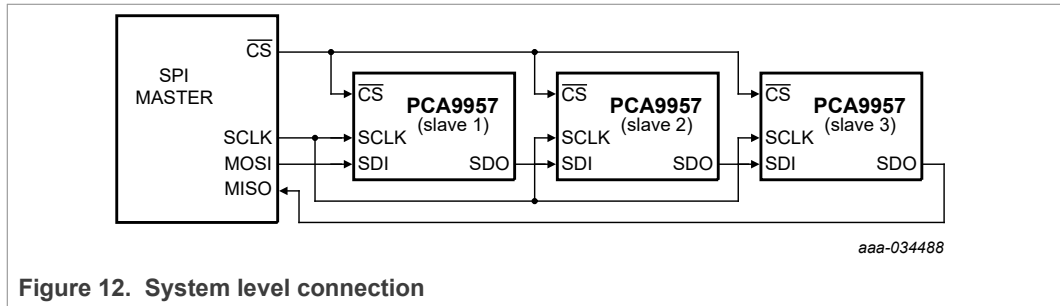 CS
SPI
MASTER
SCLK
MOSI
MISO
CS
PCA9957
(slave 1)
SCLK
SDI SDO
CS
PCA9957
(slave 2)
SCLK
SDI SDO
CS
PCA9957
(slave 3)
SCLK
SDI SDO
aaa-034488
Figure 12. System level connection